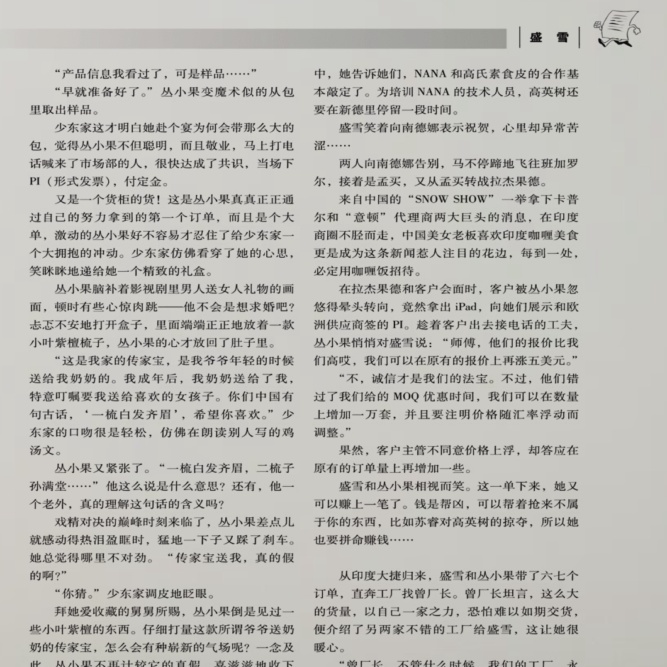 盛 雪
“产品信息我看过了，可是样品……”
“早就准备好了。”丛小果变魔术似的从包
里取出样品。
少东家这才明白她赴个宴为何会带那么大的
包，觉得丛小果不但聪明，而且敬业，马上打电
话喊来了市场部的人，很快达成了共识，当场下
PI（形式发票），付定金。
又是一个货柜的货！这是丛小果真真正正通
过自己的努力拿到的第一个订单，而且是个大
单，激动的丛小果好不容易才忍住了给少东家一
个大拥抱的冲动。少东家仿佛看穿了她的心思，
笑眯眯地递给她一个精致的礼盒。
丛小果脑补着影视剧里男人送女人礼物的画
面，顿时有些心惊肉跳——他不会是想求婚吧？
忐忑不安地打开盒子，里面端端正正地放着一款
小叶紫檀梳子，丛小果的心才放回了肚子里。
“这是我家的传家宝，是我爷爷年轻的时候
送给我奶奶的。我成年后，我奶奶送给了我，
特意叮嘱要我送给喜欢的女孩子。你们中国有
句古话，‘一梳白发齐眉’，希望你喜欢。”少
东家的口吻很是轻松，仿佛在朗读别人写的鸡
汤文。
丛小果又紧张了。“一梳白发齐眉，二梳子
孙满堂……”他这么说是什么意思？还有，他一
个老外，真的理解这句话的含义吗？
戏精对决的巅峰时刻来临了，丛小果差点儿
就感动得热泪盈眶时，猛地一下子又踩了刹车。
她总觉得哪里不对劲。“传家宝送我，真的假
的啊？”
“你猜。”少东家调皮地眨眼。
拜她爱收藏的舅舅所赐，丛小果倒是见过一
些小叶紫檀的东西。仔细打量这款所谓爷爷送奶
奶的传家宝，怎么会有种崭新的气场呢？一念及
此，丛小果不再计较它的真假，喜滋滋地收下
中，她告诉她们，NANA 和高氏素食皮的合作基
本敲定了。为培训 NANA 的技术人员，高英树还
要在新德里停留一段时间。
盛雪笑着向南德娜表示祝贺，心里却异常苦
涩……
两人向南德娜告别，马不停蹄地飞往班加罗
尔，接着是孟买，又从孟买转战拉杰果德。
来自中国的“SNOW SHOW”一举拿下卡普
尔和“意顿”代理商两大巨头的消息，在印度
商圈不胫而走，中国美女老板喜欢印度咖喱美食
更是成为这条新闻惹人注目的花边，每到一处，
必定用咖喱饭招待。
在拉杰果德和客户会面时，客户被丛小果忽
悠得晕头转向，竟然拿出 iPad，向她们展示和欧
洲供应商签的 PI。趁着客户出去接电话的工夫，
丛小果悄悄对盛雪说：“师傅，他们的报价比我
们高哎，我们可以在原有的报价上再涨五美元。”
“不，诚信才是我们的法宝。不过，他们错
过了我们给的 MOQ 优惠时间，我们可以在数量
上增加一万套，并且要注明价格随汇率浮动而
调整。”
果然，客户主管不同意价格上浮，却答应在
原有的订单量上再增加一些。
盛雪和丛小果相视而笑。这一单下来，她又
可以赚上一笔了。钱是帮凶，可以帮着抢来不属
于你的东西，比如苏睿对高英树的掠夺，所以她
也要拼命赚钱……
从印度大捷归来，盛雪和丛小果带了六七个
订单，直奔工厂找曾厂长。曾厂长坦言，这么大
的货量，以自己一家之力，恐怕难以如期交货，
便介绍了另两家不错的工厂给盛雪，这让她很
暖心。
“曾厂长，不管什么时候，我们的工厂，永